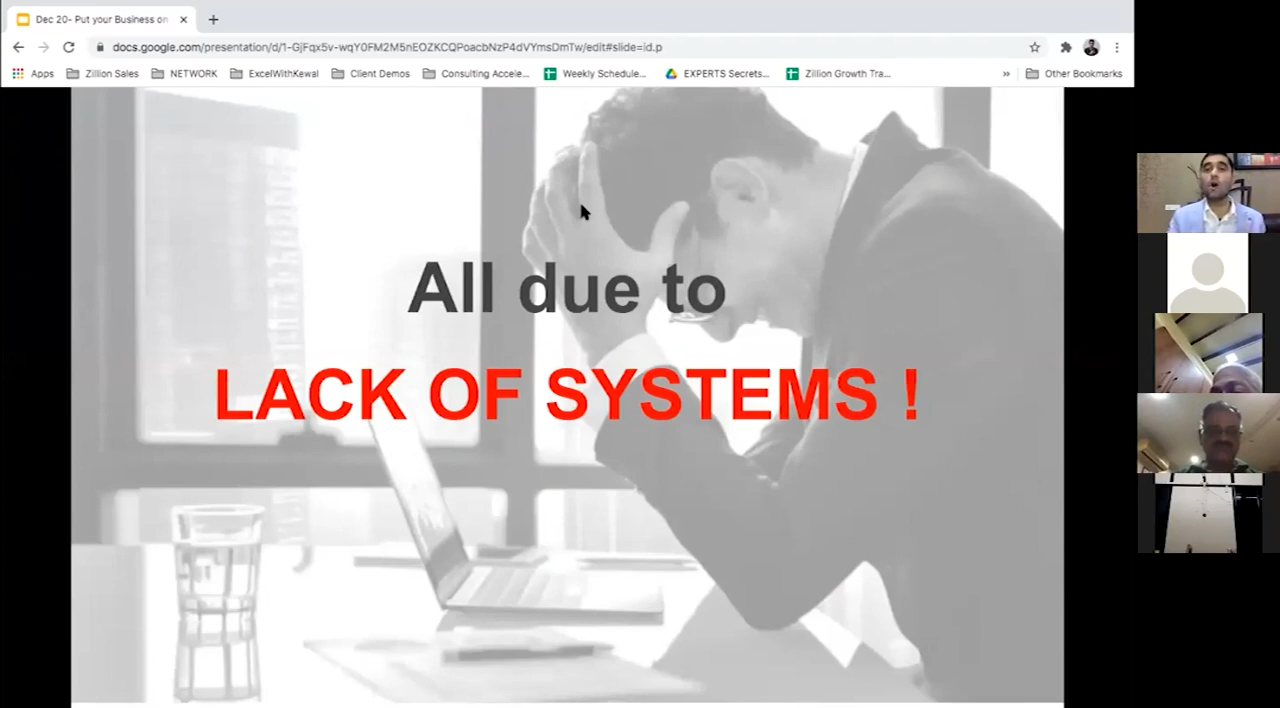 Dec 20- Put your Business on
docs.google.com/presentation/d/1-GjFqx5v-wqY0FM2M5nEOZKCQPoacbNzP4dVYmsDmTw/edit#slide=id.p
Apps Zillion Sales NETWORK ExcelWithKewal Client Demos Consulting Accele... Weekly Schedule... EXPERTS Secrets... Zillion Growth Tra... » Other Bookmarks
All due to
LACK OF SYSTEMS !